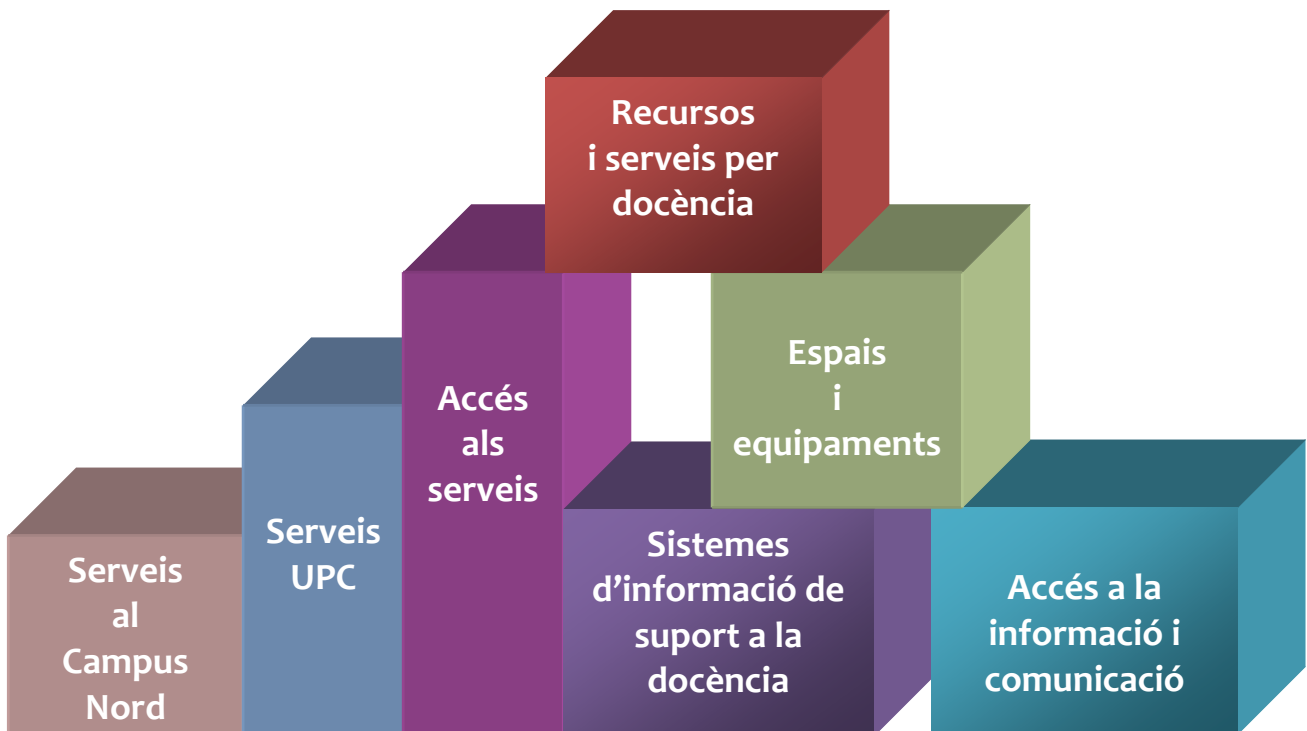 Recursos
i serveis per
docència
Espais
i
equipaments
Accés
als
serveis
Serveis
UPC
Serveis
al
Campus
Nord
Sistemes
d’informació de
suport a la
docència
Accés a la
informació i
comunicació